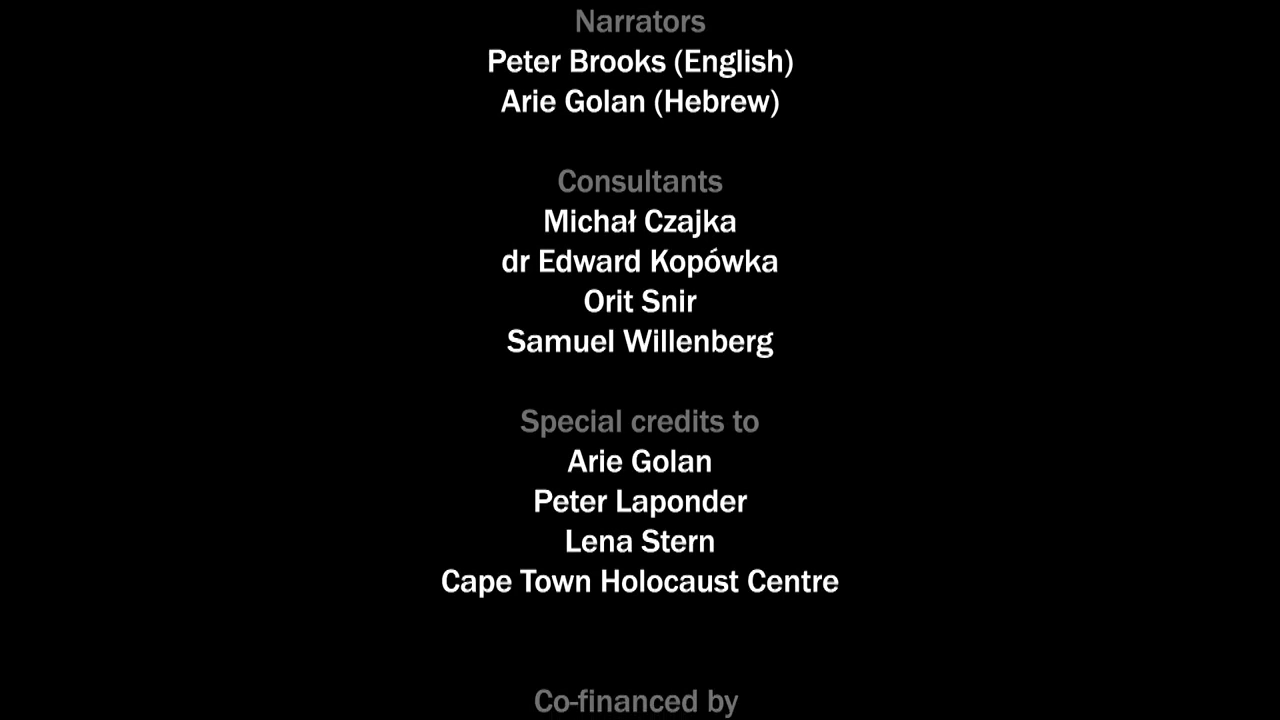 Narrators
Peter Brooks (English)
Arie Golan (Hebrew)
Consultants
Michał Czajka
dr Edward Kopówka
Orit Snir
Samuel Willenberg
Special credits to
Arie Golan
Peter Laponder
Lena Stern
Cape Town Holocaust Centre
Co-financed by